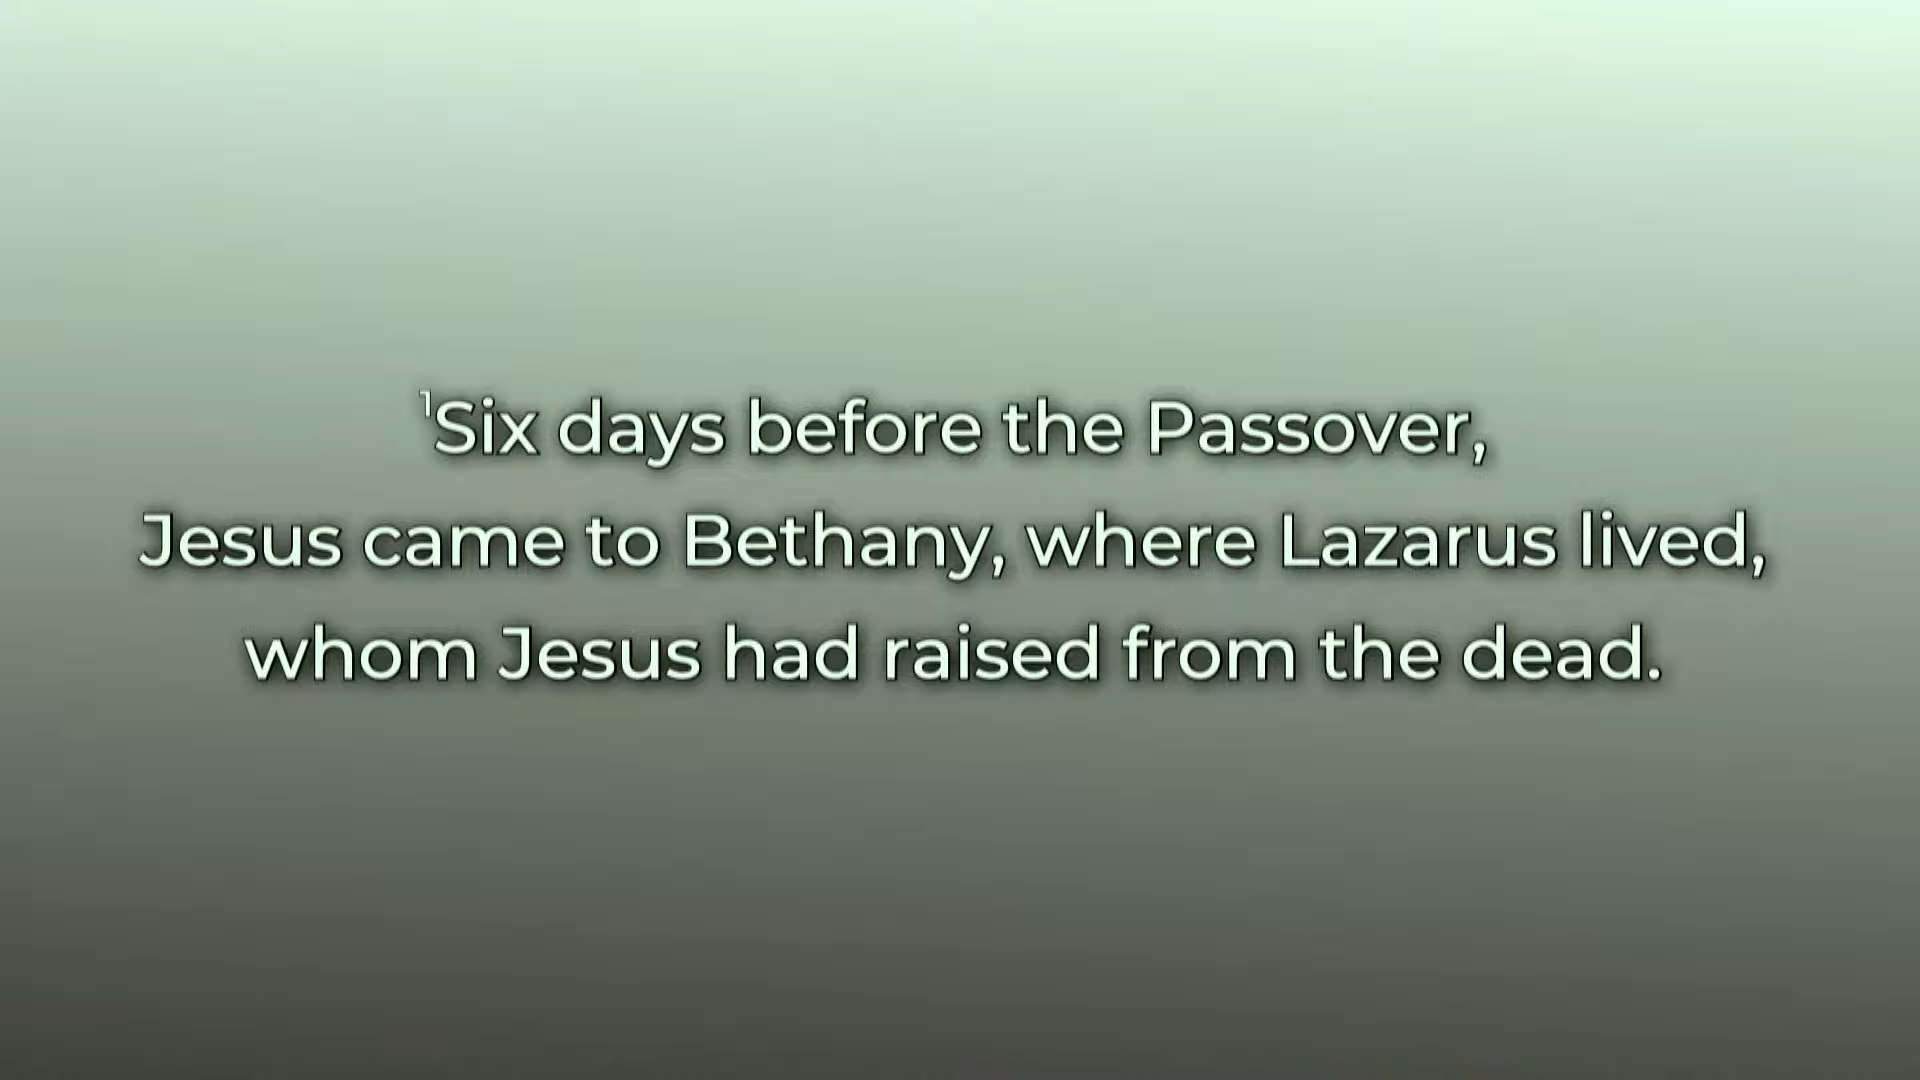 ¹Six days before the Passover,
Jesus came to Bethany, where Lazarus lived,
whom Jesus had raised from the dead.